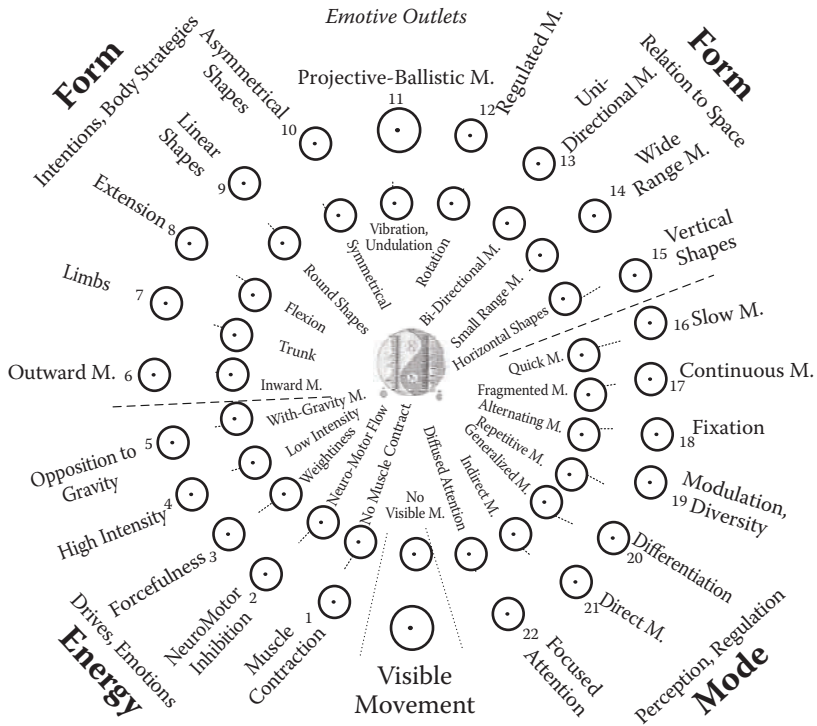 Emotive Outlets
Form
Intentions, Body Strategies
Form
Relation to Space
Energy
Drives, Emotions
Mode
Perception, Regulation
Visible
Movement
1
Muscle
Contraction
2
NeuroMotor
Inhibition
3
Forcefulness
4
High Intensity
5
Opposition to
Gravity
6
Outward M.
7
Limbs
8
Extension
9
Linear
Shapes
10
Asymmetrical
Shapes
11
Projective-Ballistic M.
12
Regulated M.
13
Uni-
Directional M.
14
Wide
Range M.
15
Vertical
Shapes
16
Slow M.
17
Continuous M.
18
Fixation
19
Modulation,
Diversity
20
Differentiation
21
Direct M.
22
Focused
Attention
No
Visible M.
No Muscle Contract
Neuro-Motor Flow
Weightiness
Low Intensity
With-Gravity M.
Inward M.
Trunk
Flexion
Round Shapes
Symmetrical
Vibration,
Undulation
Rotation
Bi-Directional M.
Small Range M.
Horizontal Shapes
Quick M.
Fragmented M.
Alternating M.
Repetitive M.
Generalized M.
Indirect M.
Diffused Attention